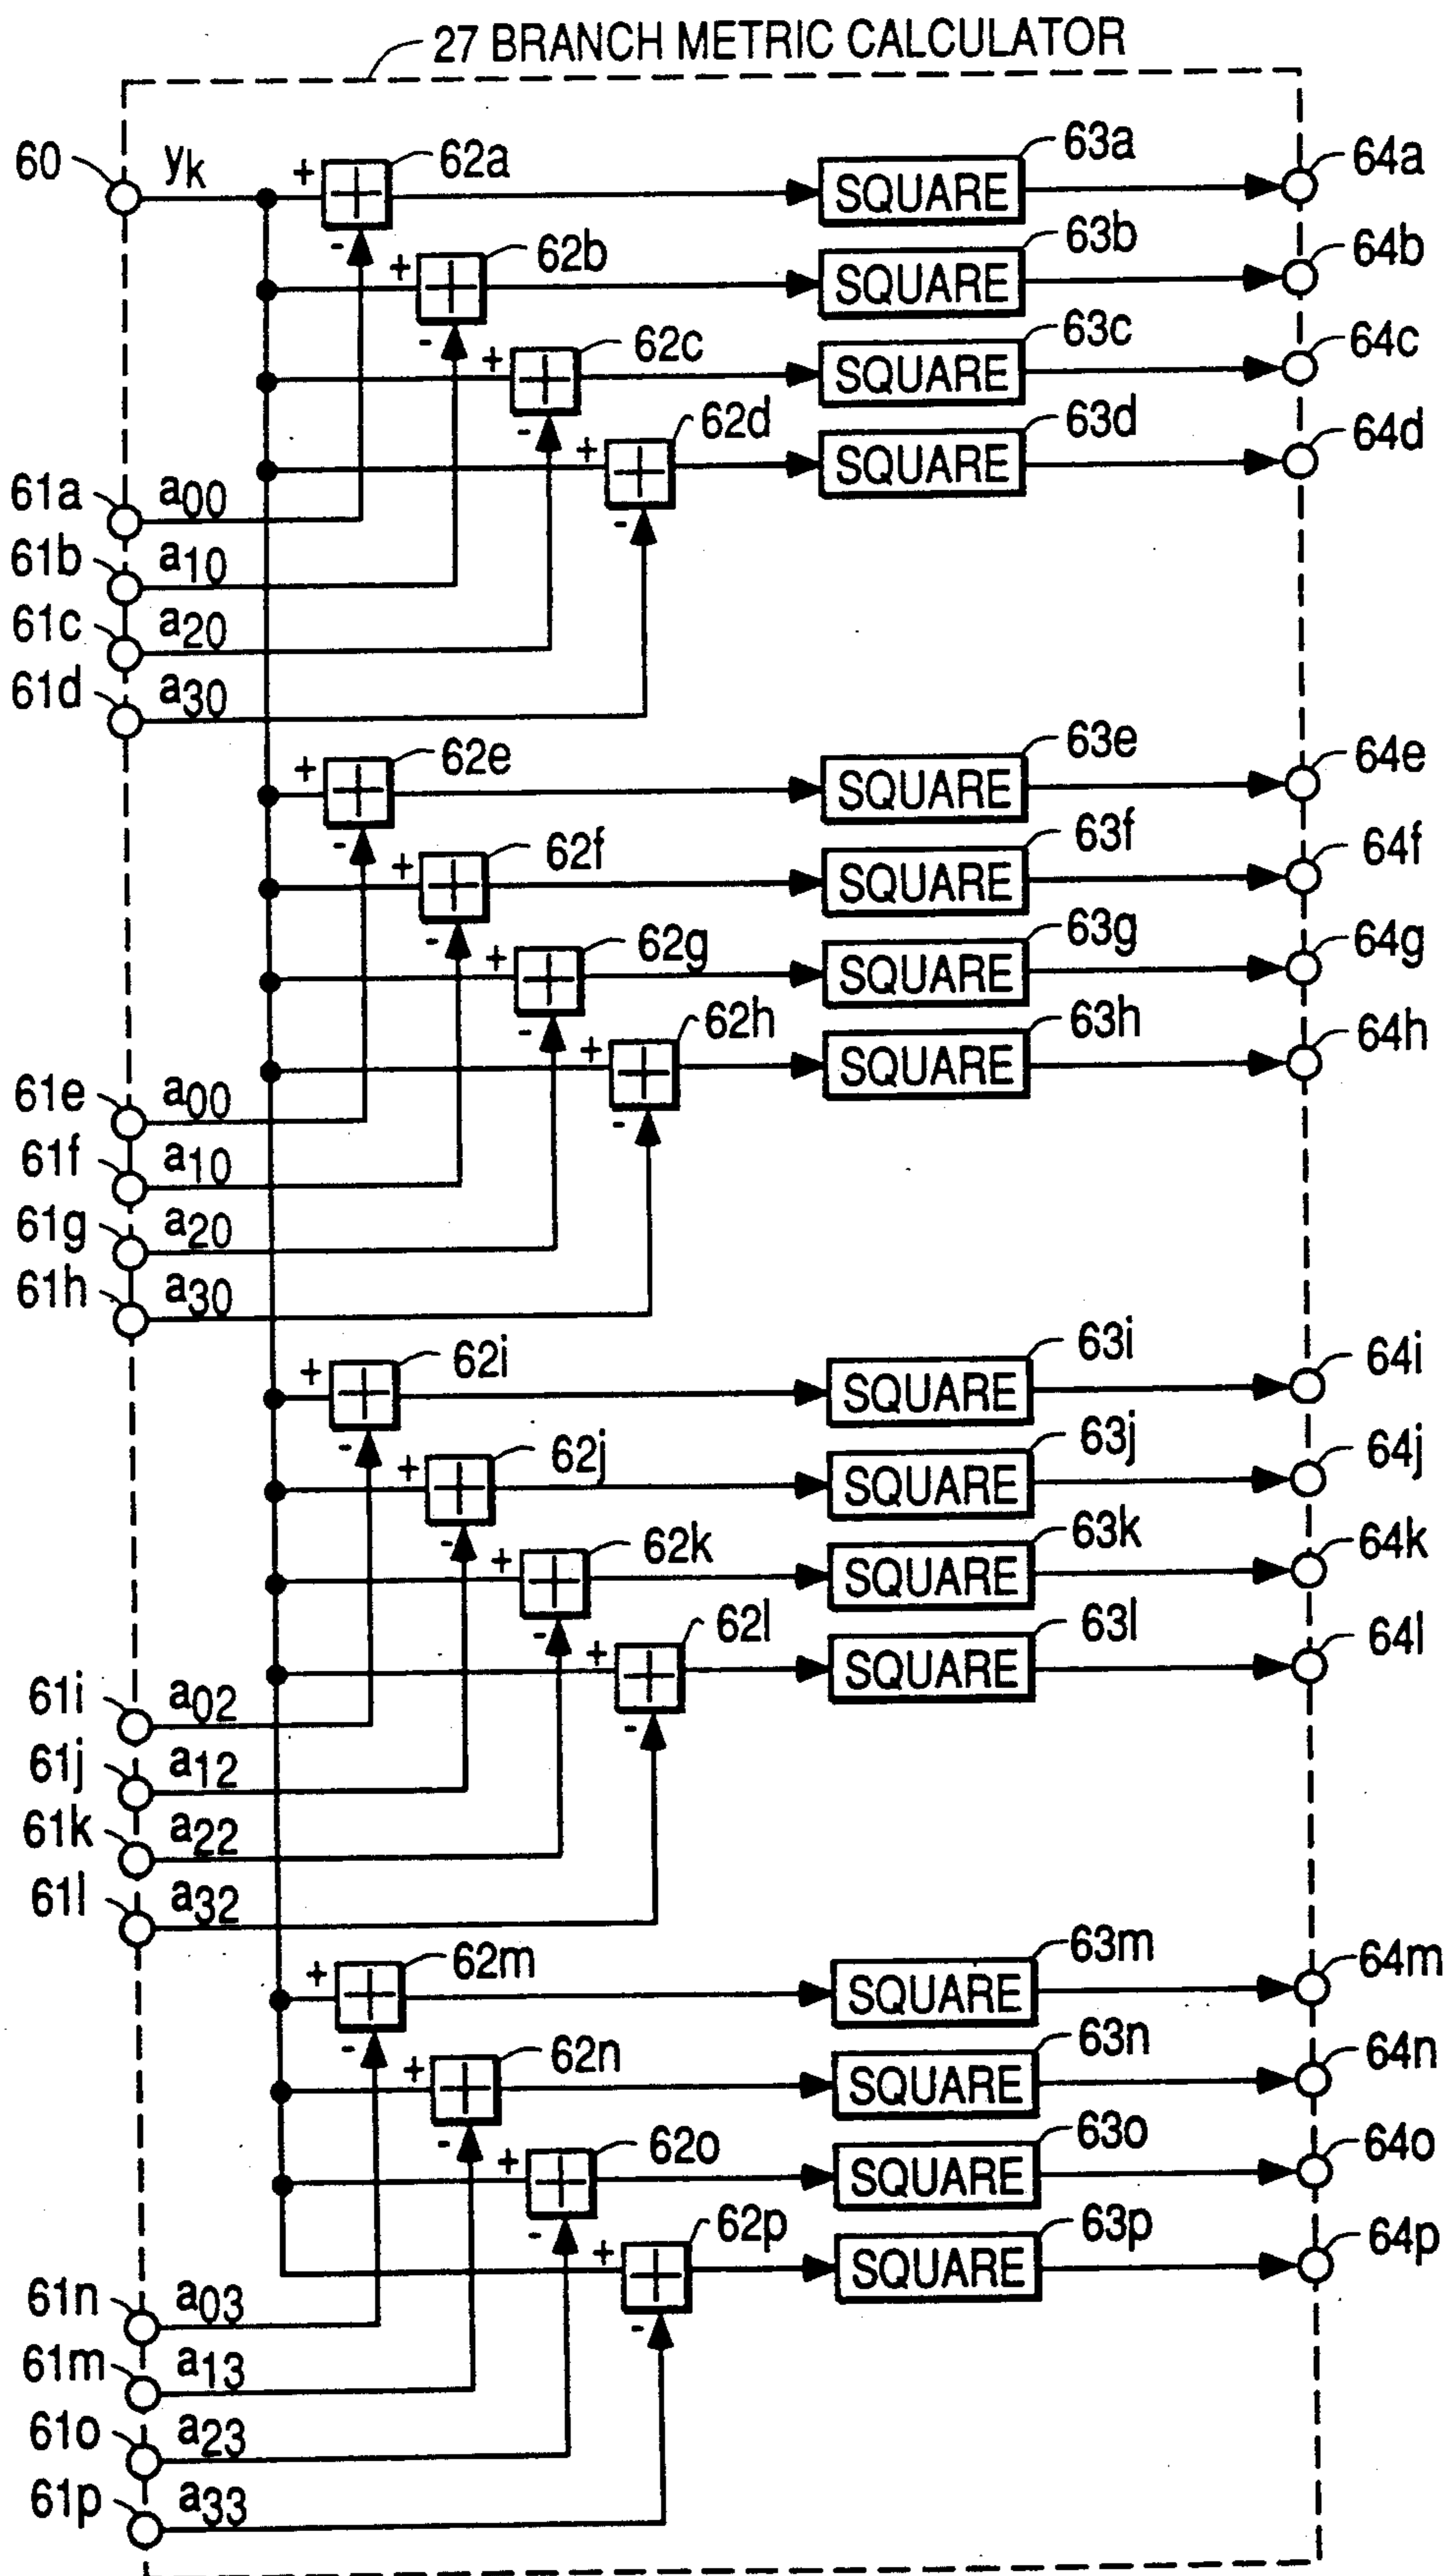 27 BRANCH METRIC CALCULATOR
60 yk + 62a SQUARE 63a 64a
-
+ 62b SQUARE 63b 64b
-
+ 62c SQUARE 63c 64c
-
+ 62d SQUARE 63d 64d
-
61a a00
61b a10
61c a20
61d a30
+ 62e SQUARE 63e 64e
-
+ 62f SQUARE 63f 64f
-
+ 62g SQUARE 63g 64g
-
+ 62h SQUARE 63h 64h
-
61e a00
61f a10
61g a20
61h a30
+ 62i SQUARE 63i 64i
-
+ 62j SQUARE 63j 64j
-
+ 62k SQUARE 63k 64k
-
+ 62l SQUARE 63l 64l
-
61i a02
61j a12
61k a22
61l a32
+ 62m SQUARE 63m 64m
-
+ 62n SQUARE 63n 64n
-
+ 62o SQUARE 63o 64o
-
+ 62p SQUARE 63p 64p
-
61n a03
61m a13
61o a23
61p a33